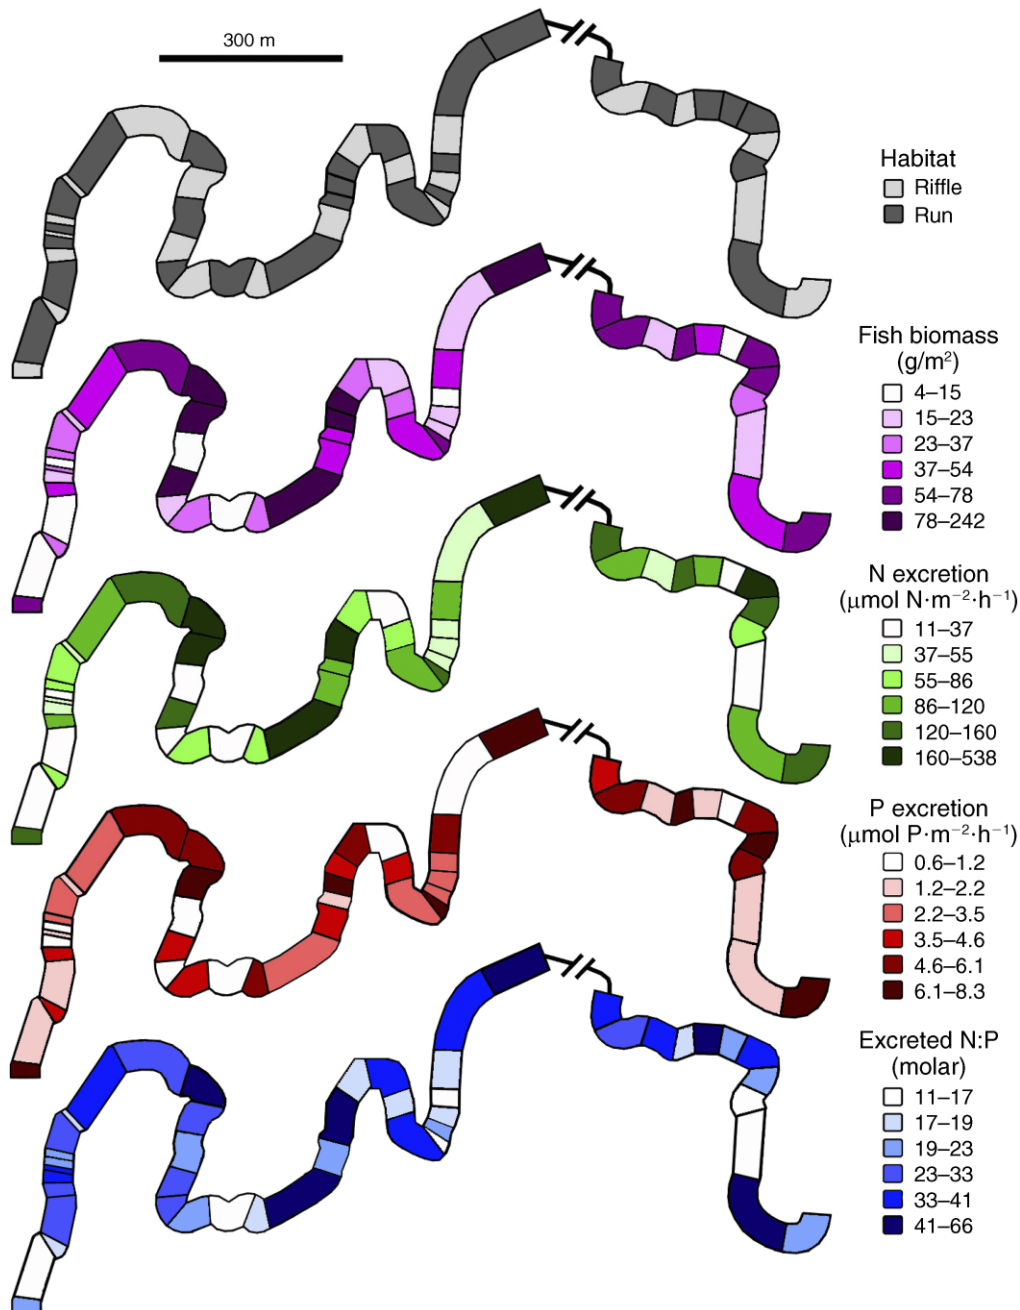 300 m
Habitat
Riffle
Run
Fish biomass
(g/m²)
4–15
15–23
23–37
37–54
54–78
78–242
N excretion
(μmol N·m⁻²·h⁻¹)
11–37
37–55
55–86
86–120
120–160
160–538
P excretion
(μmol P·m⁻²·h⁻¹)
0.6–1.2
1.2–2.2
2.2–3.5
3.5–4.6
4.6–6.1
6.1–8.3
Excreted N:P
(molar)
11–17
17–19
19–23
23–33
33–41
41–66